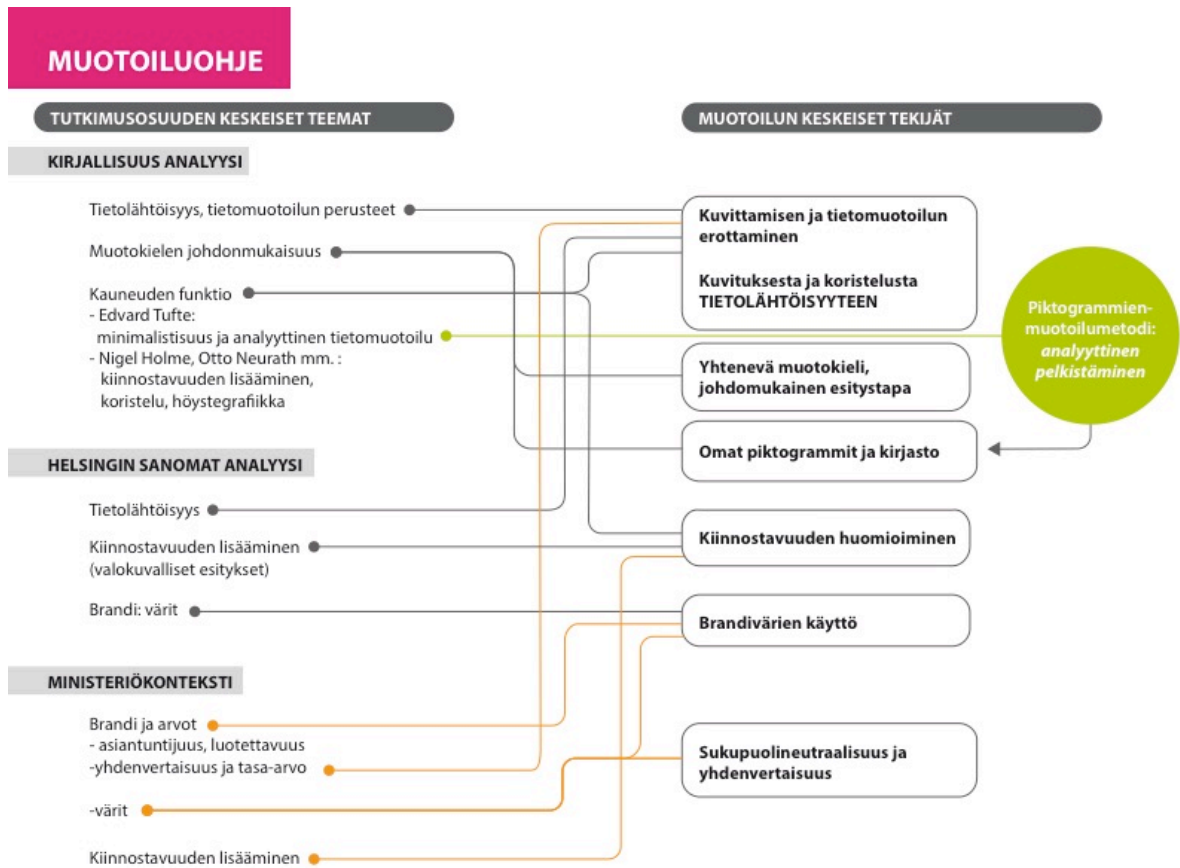 MUOTOILUOHJE
TUTKIMUSOSUUDEN KESKEISET TEEMAT
KIRJALLISUUS ANALYYSI
Tietolähtöisyys, tietomuotoilun perusteet
Muotokielen johdonmukaisuus
Kauneuden funktio
- Edvard Tufte:
minimalistisuus ja analyyttinen tietomuotoilu
- Nigel Holme, Otto Neurath mm. :
kiinnostavuuden lisääminen,
koristelu, höystegrafiikka
HELSINGIN SANOMAT ANALYYSI
Tietolähtöisyys
Kiinnostavuuden lisääminen
(valokuvalliset esitykset)
Brandi: värit
MINISTERIÖKONTEKSTI
Brandi ja arvot
- asiantuntijuus, luotettavuus
-yhdenvertaisuus ja tasa-arvo
-värit
Kiinnostavuuden lisääminen
MUOTOILUN KESKEISET TEKIJÄT
Kuvittamisen ja tietomuotoilun
erottaminen
Kuvituksesta ja koristelusta
TIETOLÄHTÖISYYTEEN
Yhtenevä muotokieli,
johdomukainen esitystapa
Omat piktogrammit ja kirjasto
Kiinnostavuuden huomioiminen
Brandivärien käyttö
Sukupuolineutraalisuus ja
yhdenvertaisuus
Piktogrammien-
muotoilumetodi:
analyyttinen
pelkistäminen